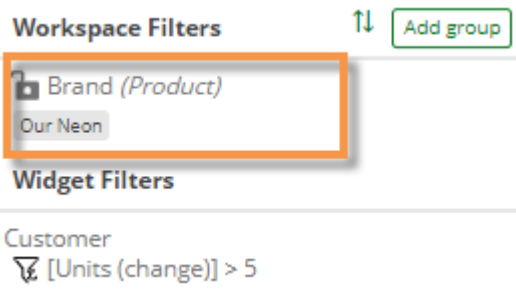 Workspace Filters
Add group
Brand (Product)
Our Neon
Widget Filters
Customer
[Units (change)] > 5